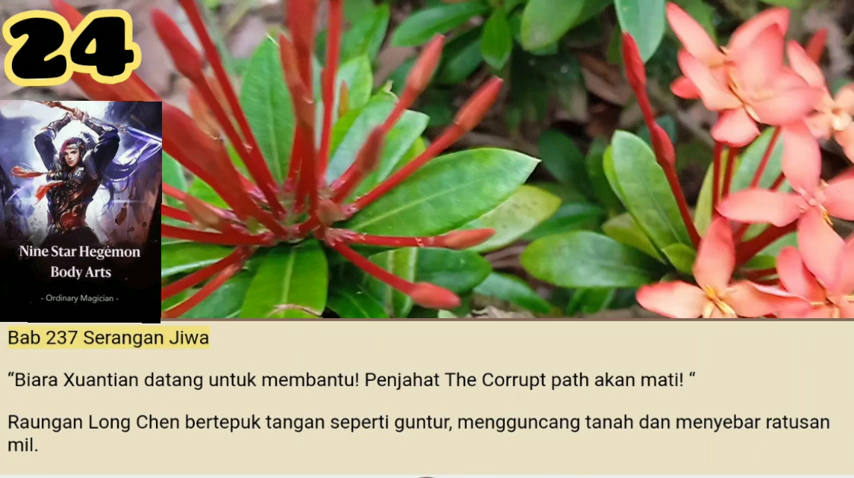 24
Nine Star Hegemon
Body Arts
- Ordinary Magician -
Bab 237 Serangan Jiwa
“Biara Xuantian datang untuk membantu! Penjahat The Corrupt path akan mati! “
Raungan Long Chen bertepuk tangan seperti guntur, mengguncang tanah dan menyebar ratusan
mil.